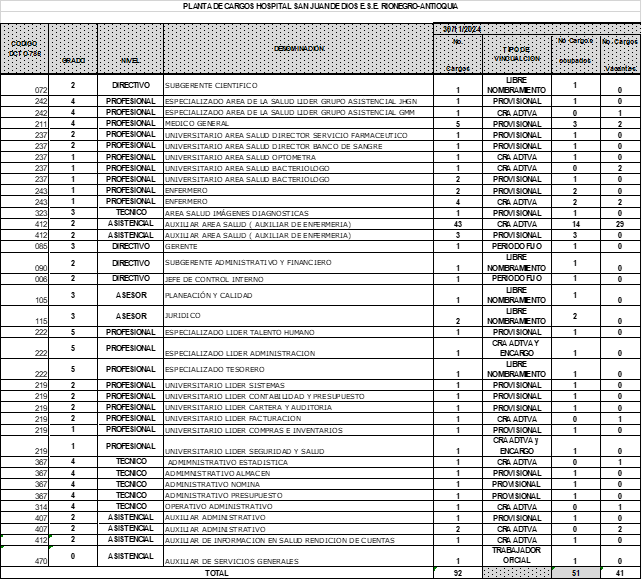 PLANTA DE CARGOS HOSPITAL SAN JUAN DE DIOS E.S.E. RIONEGRO-ANTIOQUIA
30/11/2024
CODIGO DCTO-785 GRADO NIVEL DENOMINACIÓN No. Cargos TIPO DE VINCUALCION No Cargos ocupados No. Cargos Vacantes.
072 2 DIRECTIVO SUBGERENTE CIENTIFICO 1 LIBRE NOMBRAMIENTO 1 0
242 4 PROFESIONAL ESPECIALIZADO AREA DE LA SALUD LIDER GRUPO ASISTENCIAL JHGN 1 PROVISIONAL 1 0
242 4 PROFESIONAL ESPECIALIZADO AREA DE LA SALUD LIDER GRUPO ASISTENCIAL GMM 1 CRA ADTVA 0 1
211 4 PROFESIONAL MEDICO GENERAL 5 PROVISIONAL 3 2
237 2 PROFESIONAL UNIVERSITARIO AREA SALUD DIRECTOR SERVICIO FARMACEUTICO 1 PROVISIONAL 1 0
237 2 PROFESIONAL UNIVERSITARIO AREA SALUD DIRECTOR BANCO DE SANGRE 1 PROVISIONAL 1 0
237 1 PROFESIONAL UNIVERSITARIO AREA SALUD OPTOMETRA 1 PROVISIONAL 1 0
237 1 PROFESIONAL UNIVERSITARIO AREA SALUD BACTERIOLOGO 2 CRA ADTVA 0 2
237 1 PROFESIONAL UNIVERSITARIO AREA SALUD BACTERIOLOGO 2 PROVISIONAL 1 0
243 1 PROFESIONAL ENFERMERO 2 PROVISIONAL 2 0
243 1 PROFESIONAL ENFERMERO 4 CRA ADTVA 2 2
323 3 TECNICO AREA SALUD IMÁGENES DIAGNOSTICAS 1 PROVISIONAL 1 0
412 2 ASISTENCIAL AUXILIAR AREA SALUD ( AUXILIAR DE ENFERMERIA) 43 CRA ADTVA 14 29
412 2 ASISTENCIAL AUXILIAR AREA SALUD ( AUXILIAR DE ENFERMERIA) 3 PROVISIONAL 3 0
085 3 DIRECTIVO GERENTE 1 PERIODO FIJO 1 0
090 2 DIRECTIVO SUBGERENTE ADMINISTRATIVO Y FINANCIERO 1 LIBRE NOMBRAMIENTO 1 0
006 2 DIRECTIVO JEFE DE CONTROL INTERNO 1 PERIODO FIJO 1 0
105 3 ASESOR PLANEACIÓN Y CALIDAD 1 LIBRE NOMBRAMIENTO 1 0
115 3 ASESOR JURIDICO 2 LIBRE NOMBRAMIENTO 2 0
222 5 PROFESIONAL ESPECIALIZADO LIDER TALENTO HUMANO 1 PROVISIONAL 1 0
222 5 PROFESIONAL ESPECIALIZADO LIDER ADMINISTRACION 1 CRA ADTVA Y ENCARGO 1 0
222 5 PROFESIONAL ESPECIALIZADO TESORERO 1 LIBRE NOMBRAMIENTO 1 0
219 2 PROFESIONAL UNIVERSITARIO LIDER SISTEMAS 1 PROVISIONAL 1 0
219 2 PROFESIONAL UNIVERSITARIO LIDER CONTABILIDAD Y PRESUPUESTO 1 PROVISIONAL 1 0
219 2 PROFESIONAL UNIVERSITARIO LIDER CARTERA Y AUDITORIA 1 PROVISIONAL 1 0
219 2 PROFESIONAL UNIVERSITARIO LIDER FACTURACION 1 CRA ADTVA 0 1
219 1 PROFESIONAL UNIVERSITARIO LIDER COMPRAS E INVENTARIOS 1 PROVISIONAL 1 0
219 1 PROFESIONAL UNIVERSITARIO LIDER SEGURIDAD Y SALUD 1 CRA ADTVA y ENCARGO 1 0
367 4 TECNICO ADMIMNISTRATIVO ESTADISTICA 1 CRA ADTVA 0 1
367 4 TECNICO ADMIMNISTRATIVO ALMACEN 1 PROVISIONAL 1 0
367 4 TECNICO ADMINISTRATIVO NOMINA 1 PROVISIONAL 1 0
367 4 TECNICO ADMINISTRATIVO PRESUPUESTO 1 PROVISIONAL 1 0
314 4 TECNICO OPERATIVO ADMINISTRATIVO 1 CRA ADTVA 0 1
407 2 ASISTENCIAL AUXILIAR ADMINISTRATIVO 1 PROVISIONAL 1 0
407 2 ASISTENCIAL AUXILIAR ADMINISTRATIVO 2 CRA ADTVA 0 2
412 2 ASISTENCIAL AUXILIAR DE INFORMACION EN SALUD RENDICION DE CUENTAS 1 CRA ADTVA 1 0
470 0 ASISTENCIAL AUXILIAR DE SERVICIOS GENERALES 1 TRABAJADOR OFICIAL 1 0
TOTAL 92 51 41